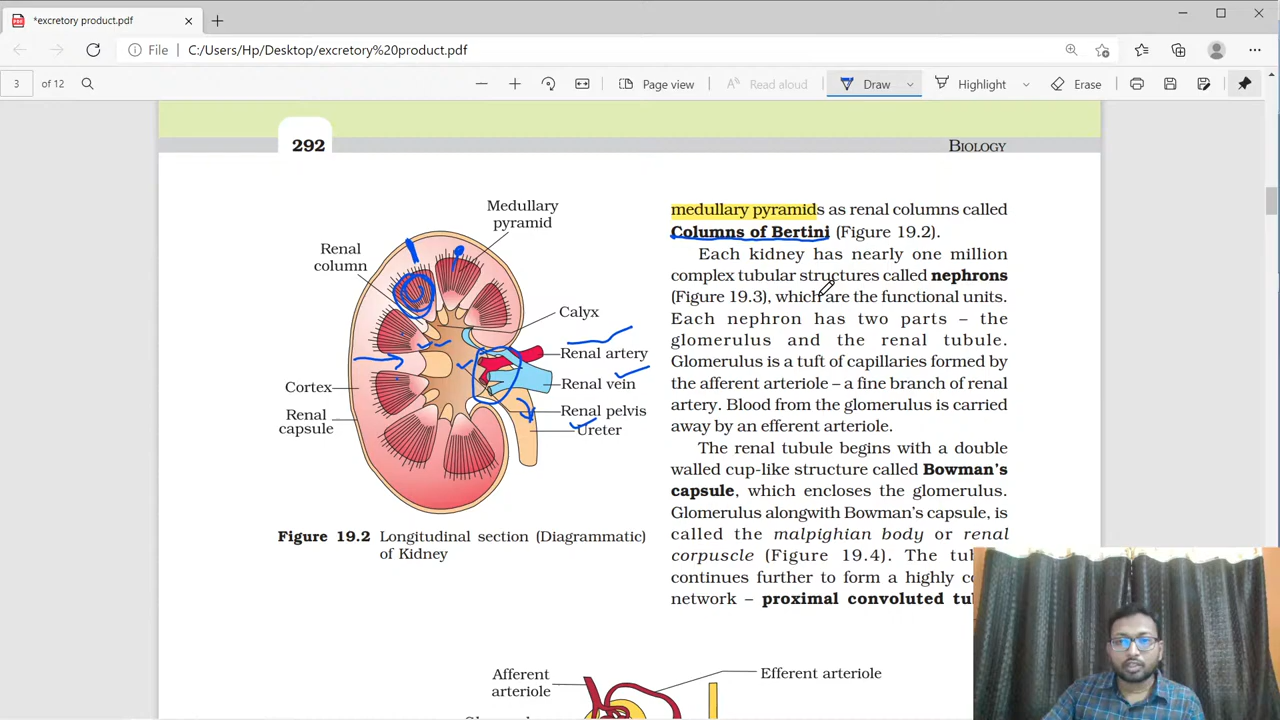 *excretory product.pdf
File
C:/Users/Hp/Desktop/excretory%20product.pdf
3 of 12
Page view
Read aloud
Draw
Highlight
Erase
292
BIOLOGY
Medullary
pyramid
Renal
column
Calyx
Renal artery
Renal vein
Renal pelvis
Ureter
Cortex
Renal
capsule
Figure 19.2 Longitudinal section (Diagrammatic)
of Kidney
medullary pyramids as renal columns called
Columns of Bertini (Figure 19.2).
Each kidney has nearly one million
complex tubular structures called nephrons
(Figure 19.3), which are the functional units.
Each nephron has two parts – the
glomerulus and the renal tubule.
Glomerulus is a tuft of capillaries formed by
the afferent arteriole – a fine branch of renal
artery. Blood from the glomerulus is carried
away by an efferent arteriole.
The renal tubule begins with a double
walled cup-like structure called Bowman's
capsule, which encloses the glomerulus.
Glomerulus alongwith Bowman's capsule, is
called the malpighian body or renal
corpuscle (Figure 19.4). The
continues further to form a highly
network – proximal convoluted
Afferent
arteriole
Efferent arteriole